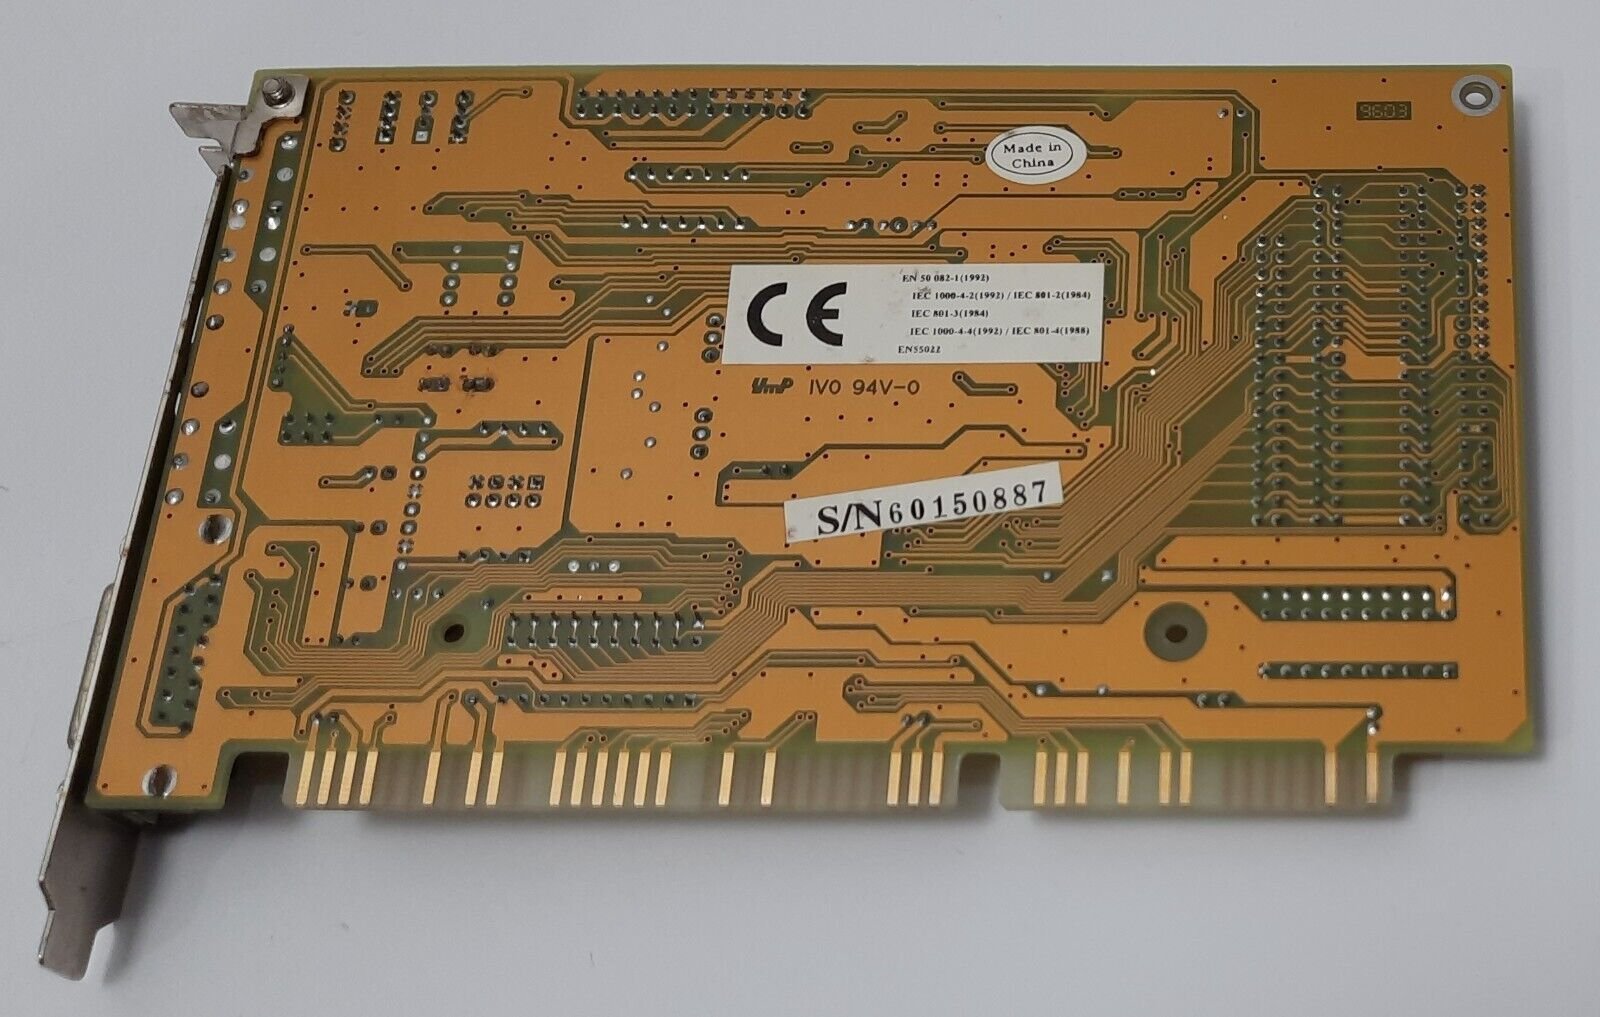 9603
Made in
China
CE
EN 50 082-1(1992)
IEC 1000-4-2(1992) / IEC 801-2(1984)
IEC 801-3(1984)
IEC 1000-4-4(1992) / IEC 801-4(1988)
EN55022
IV0 94V-0
S/N60150887